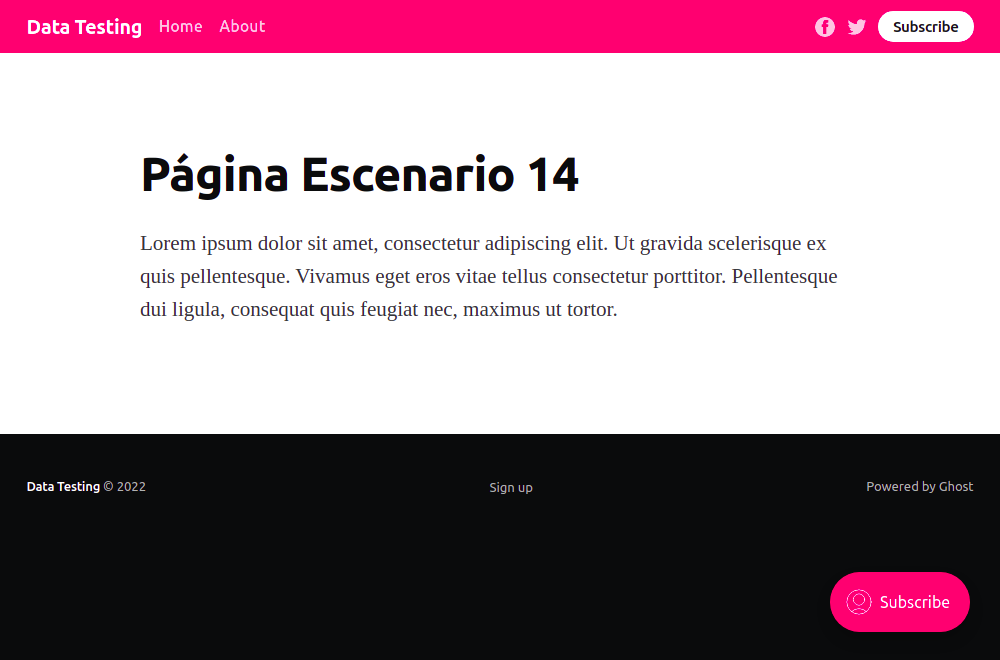 Data Testing Home About Subscribe
Página Escenario 14
Lorem ipsum dolor sit amet, consectetur adipiscing elit. Ut gravida scelerisque ex
quis pellentesque. Vivamus eget eros vitae tellus consectetur porttitor. Pellentesque
dui ligula, consequat quis feugiat nec, maximus ut tortor.
Data Testing © 2022 Sign up Powered by Ghost
Subscribe